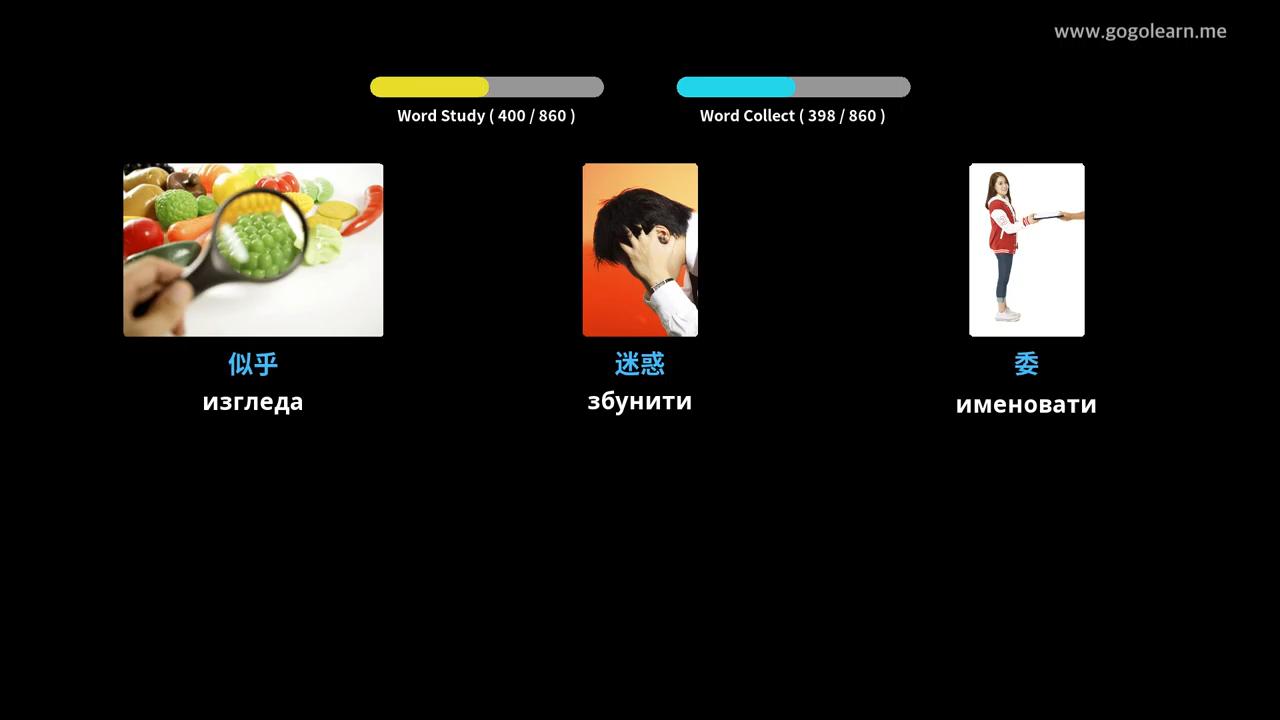 www.gogolearn.me
Word Study ( 400 / 860 )
Word Collect ( 398 / 860 )
似乎
изгледа
迷惑
збунити
委
именовати